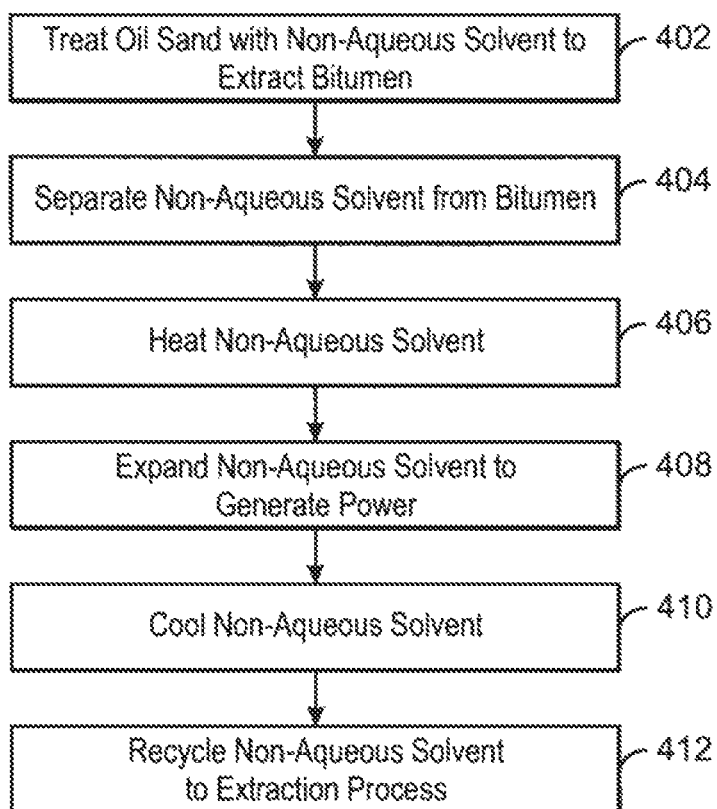 Treat Oil Sand with Non-Aqueous Solvent to
Extract Bitumen
402
Separate Non-Aqueous Solvent from Bitumen
404
Heat Non-Aqueous Solvent
406
Expand Non-Aqueous Solvent to
Generate Power
408
Cool Non-Aqueous Solvent
410
Recycle Non-Aqueous Solvent
to Extraction Process
412